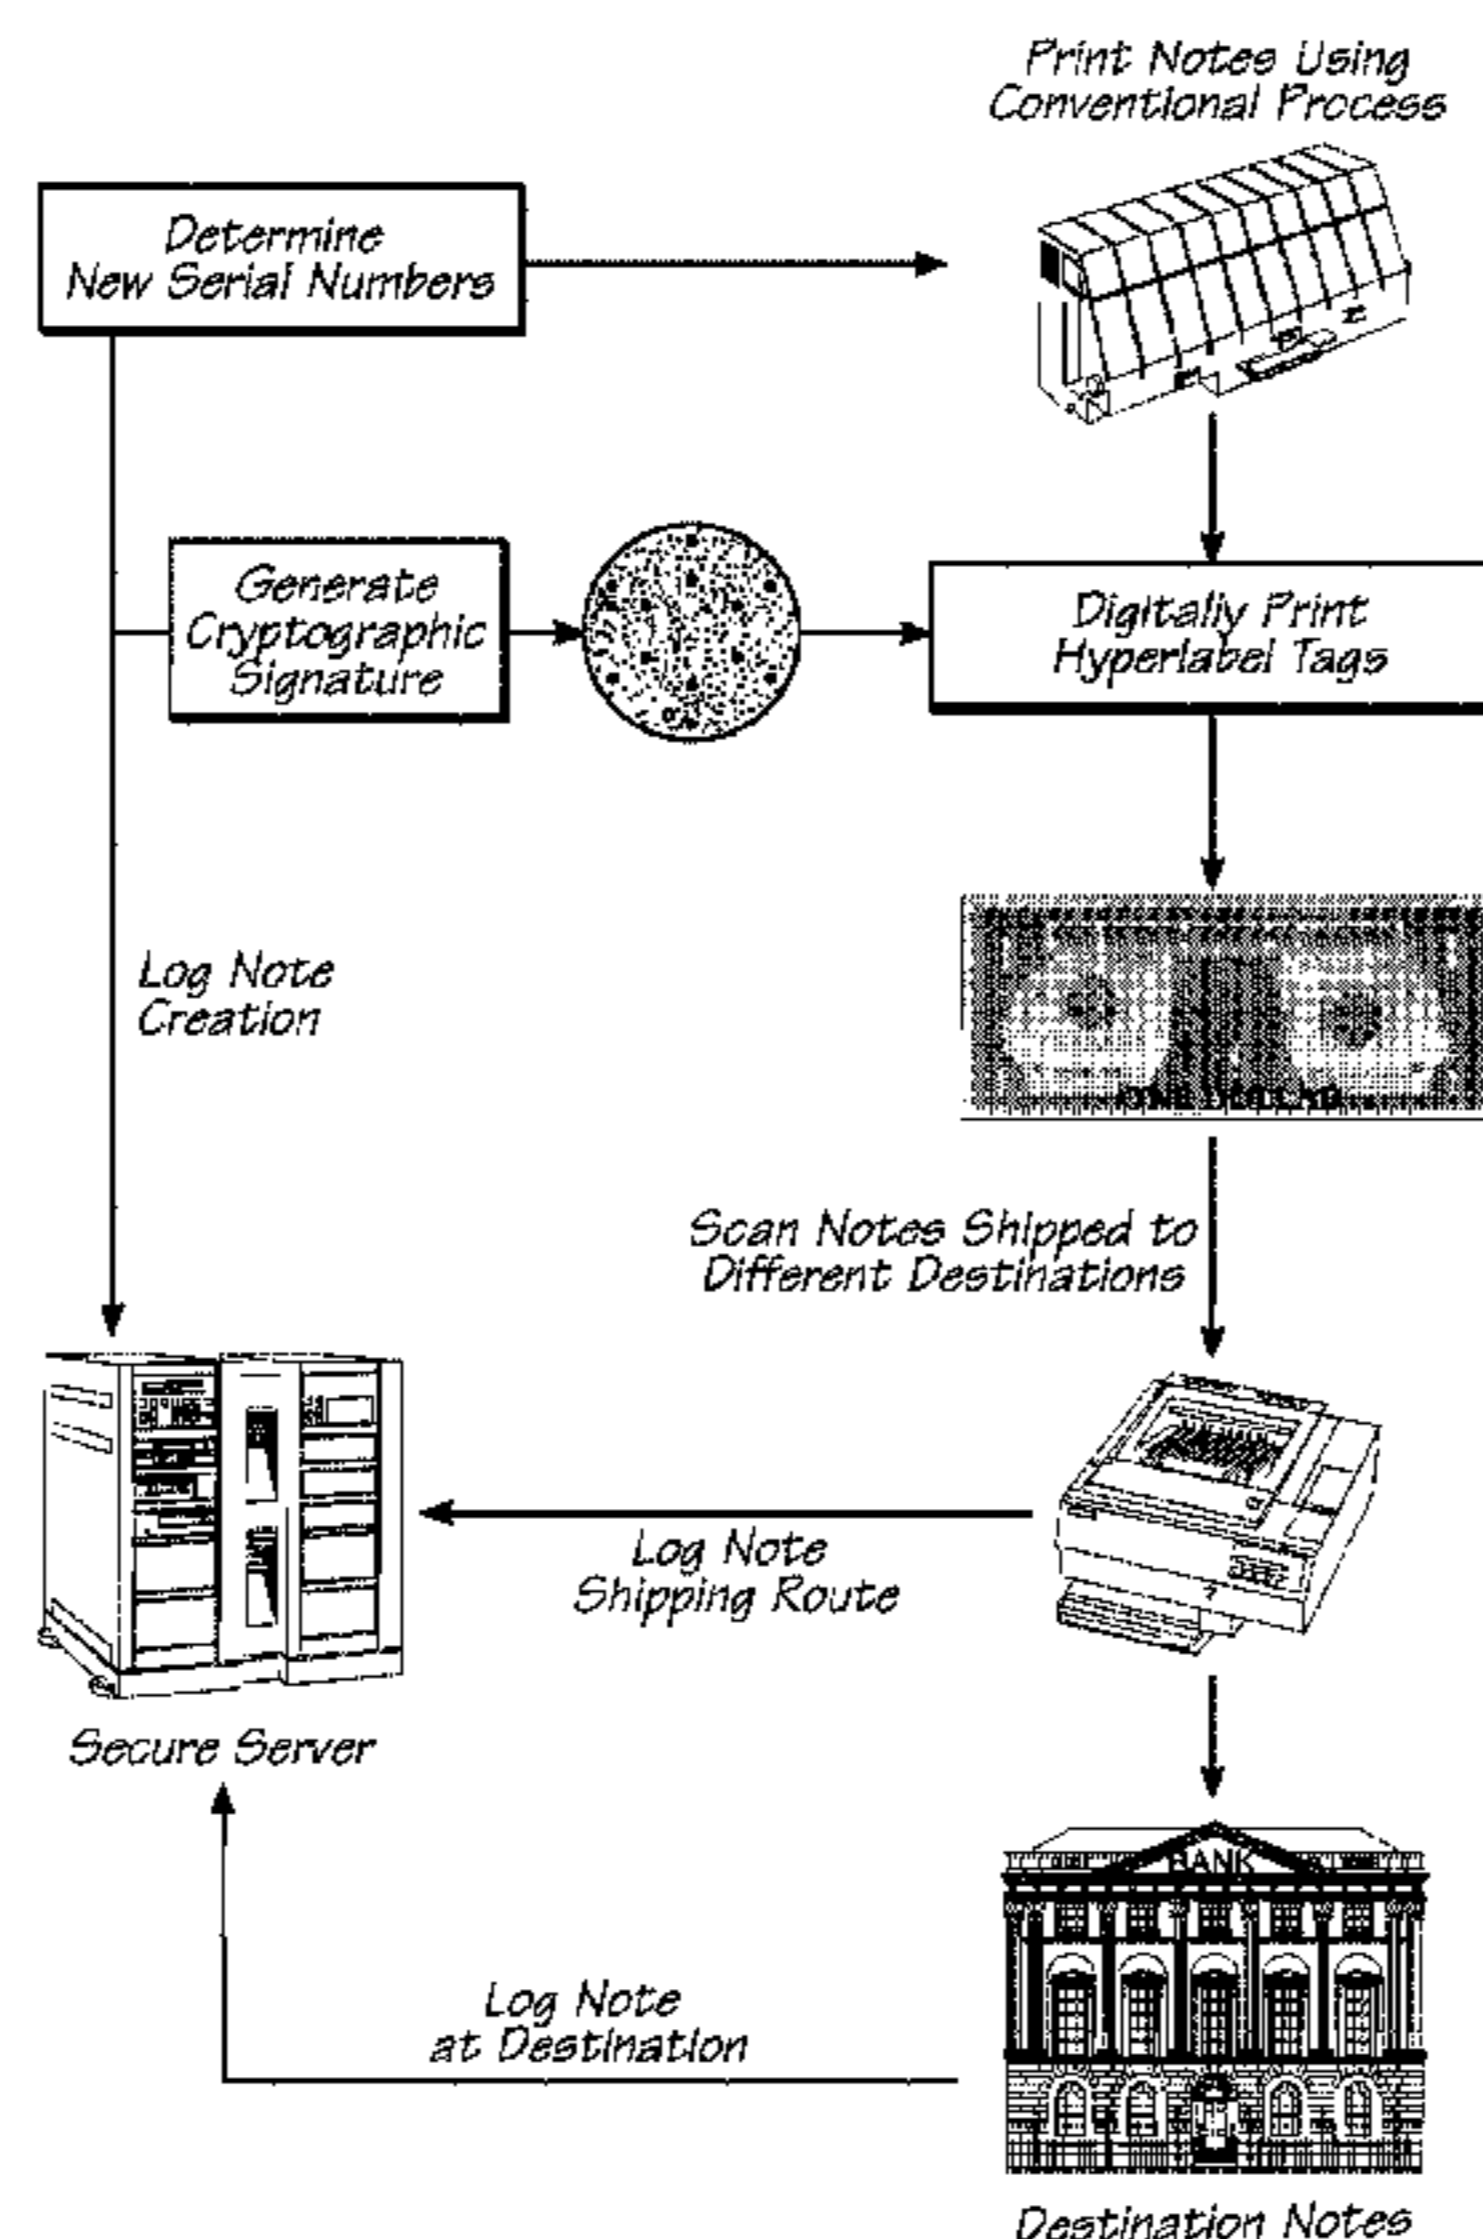 Print Notes Using
Conventional Process
Determine
New Serial Numbers
Generate
Cryptographic
Signature
Digitally Print
Hyperlabel Tags
Log Note
Creation
ONE DOLLAR
Scan Notes Shipped to
Different Destinations
Log Note
Shipping Route
Secure Server
BANK
Log Note
at Destination
Destination Notes